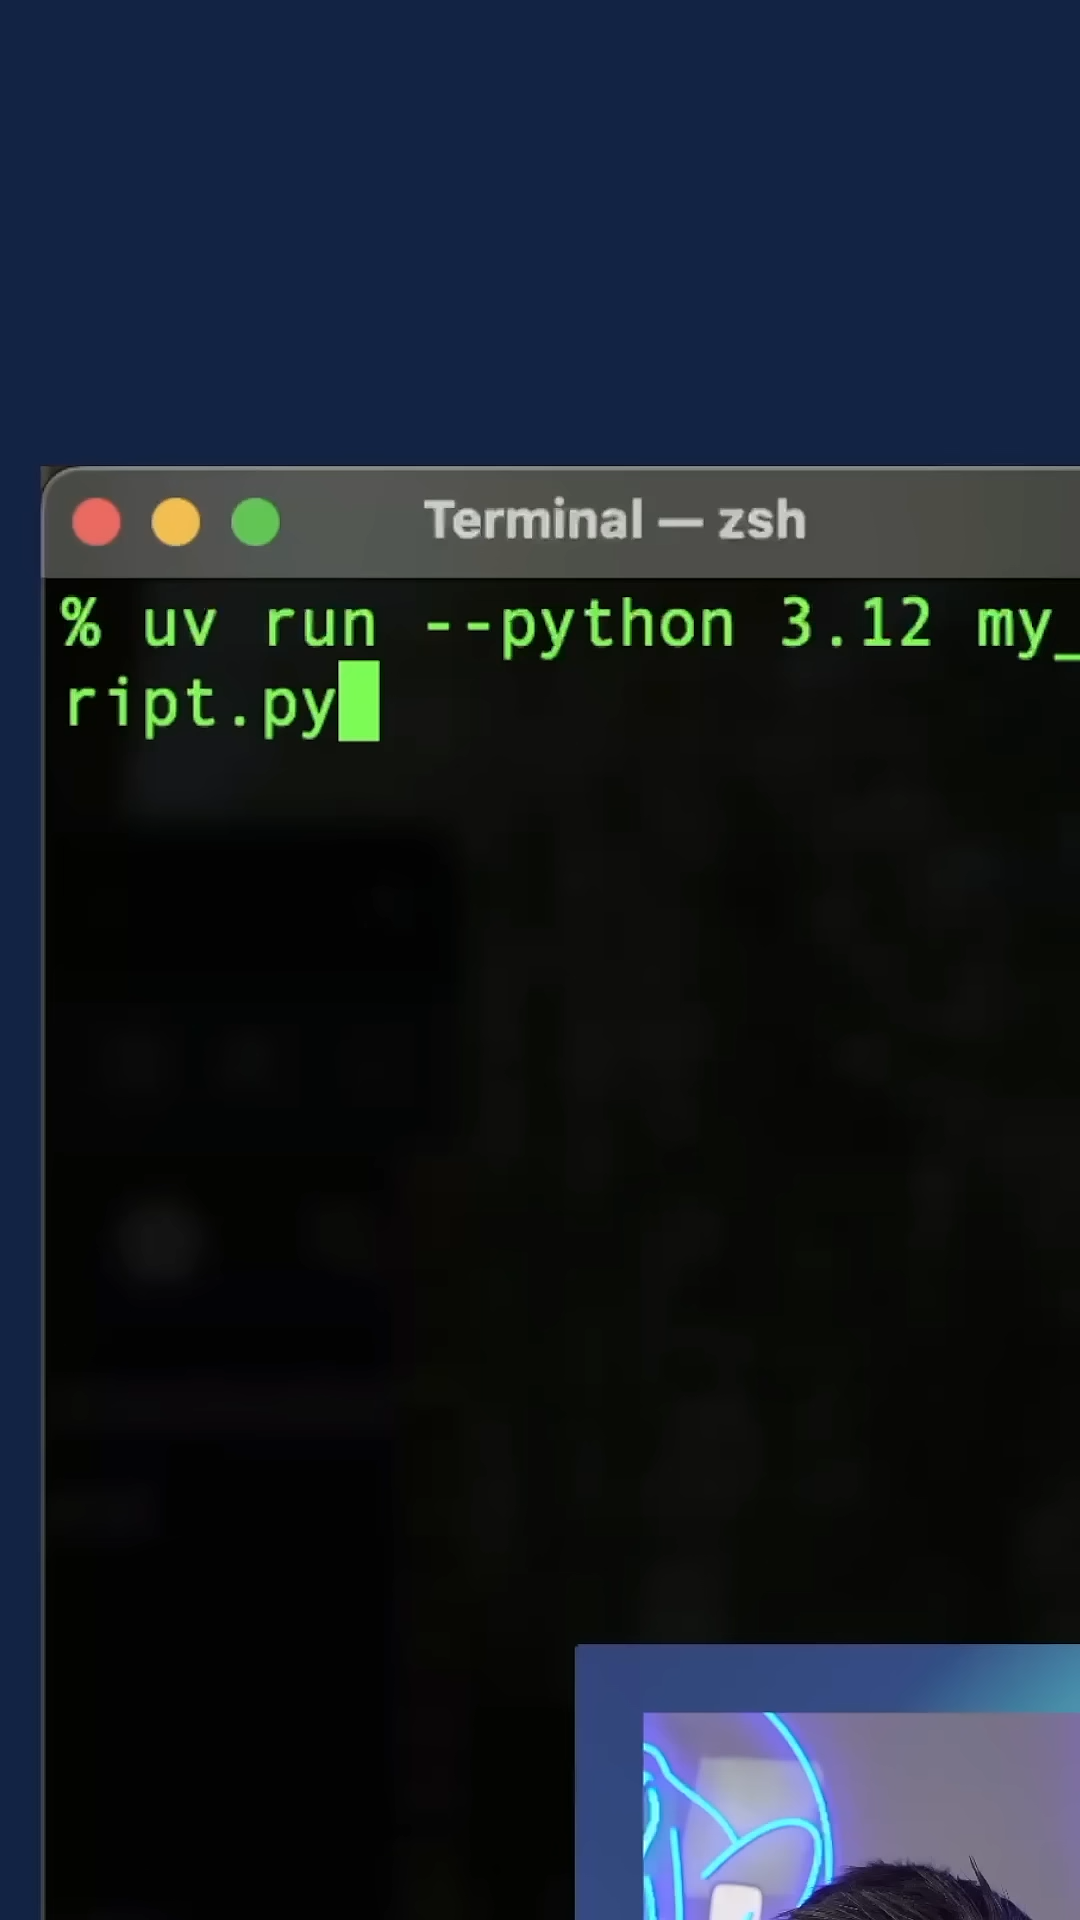 Terminal — zsh
% uv run --python 3.12 my_
ript.py